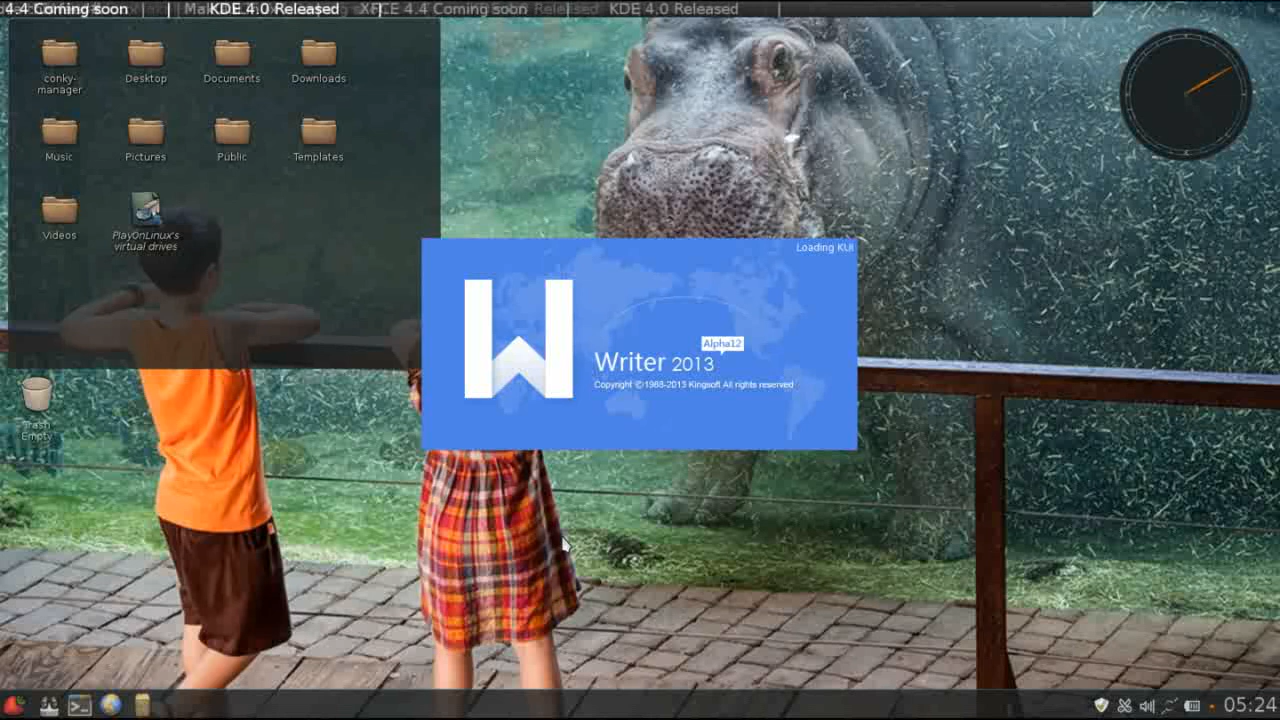 4.4 Coming soon
KDE 4.0 Released
XFCE 4.4 Coming soon
Released
KDE 4.0 Released
conky-
manager
Desktop
Documents
Downloads
Music
Pictures
Public
Templates
Videos
PlayOnLinux's
virtual drives
Trash
Empty
Loading KUI
Alpha12
Writer 2013
Copyright ©1988-2013 Kingsoft All rights reserved
05:24